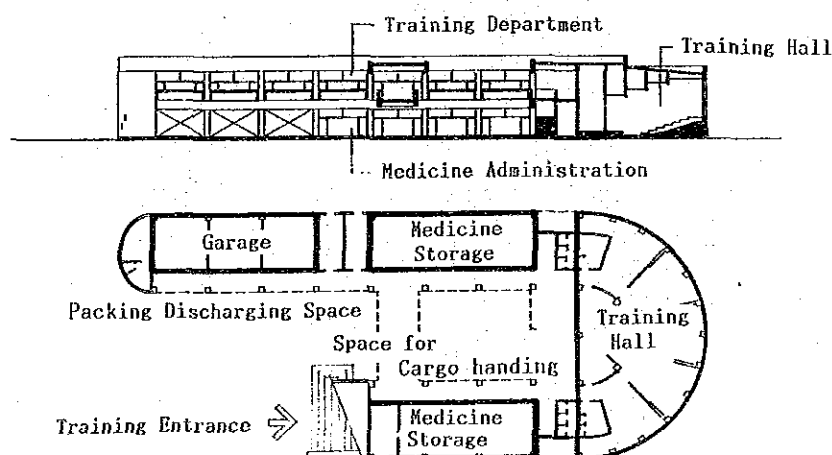 Training Department
Training Hall
Medicine Administration
Garage
Medicine
Storage
Packing Discharging Space
Space for
Cargo handing
Training
Hall
Training Entrance
Medicine
Storage